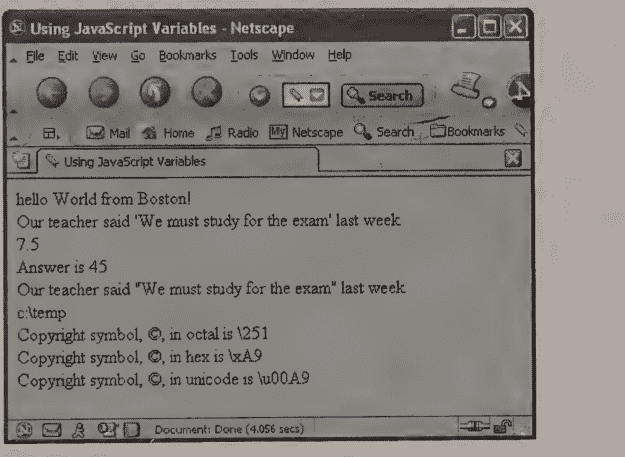 Using JavaScript Variables - Netscape
File Edit View Go Bookmarks Tools Window Help
Search
Mail Home Radio My Netscape Search Bookmarks
Using JavaScript Variables
hello World from Boston!
Our teacher said 'We must study for the exam' last week
7.5
Answer is 45
Our teacher said "We must study for the exam" last week
c:\temp
Copyright symbol, ©, in octal is \251
Copyright symbol, ©, in hex is \xA9
Copyright symbol, ©, in unicode is \u00A9
Document: Done (4.056 secs)